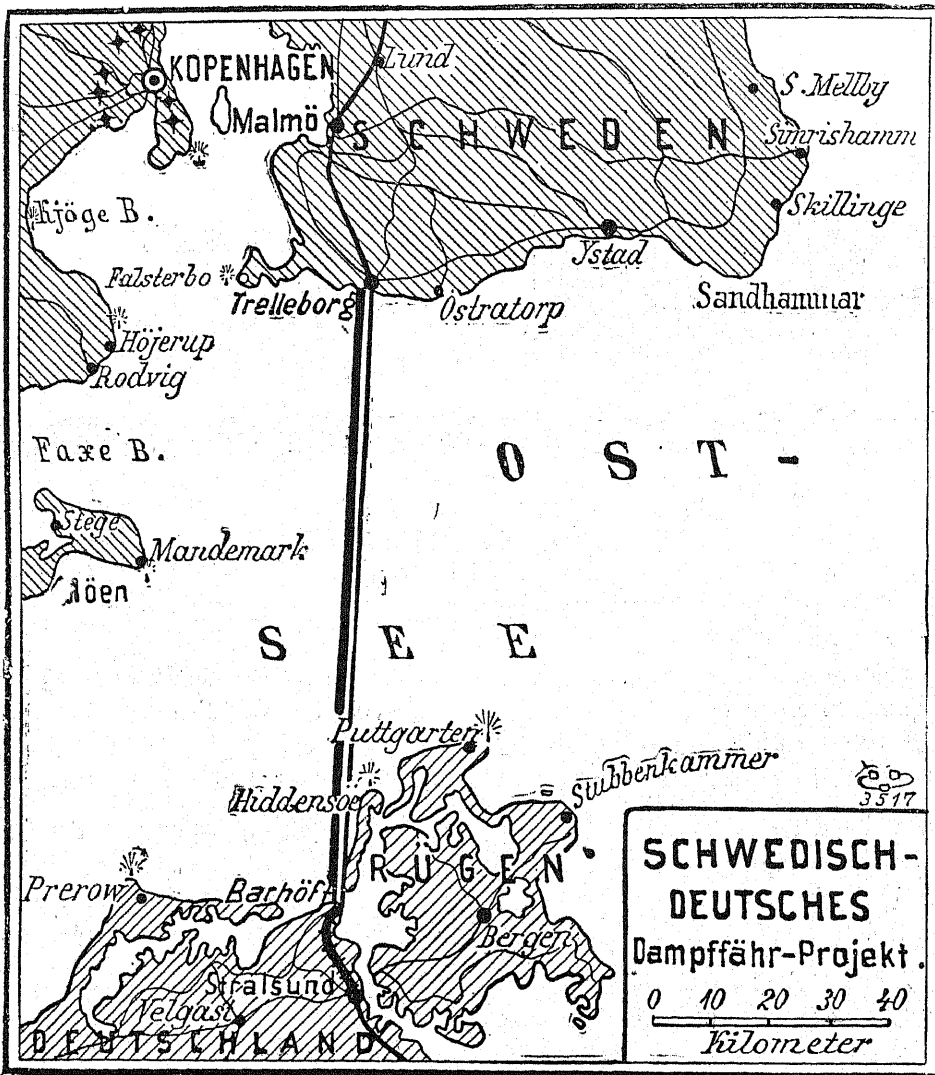 KOPENHAGEN
Lund
S. Mellby
Malmö
SCHWEDEN
Simrishamm
Kjöge B.
Skillinge
Ystad
Falsterbo
Trelleborg
Östratorp
Sandhammar
Höjerup
Rodvig
Faxe B.
OST-
Stege
Mandemark
Möen
SEE
Puttgarten
Stubbenkammer
Hiddensoe
3517
RÜGEN
SCHWEDISCH-
DEUTSCHES
Dampffähr-Projekt.
Prerow
Barhöft
Bergen
Stralsund
Velgast
0 10 20 30 40
Kilometer
DEUTSCHLAND